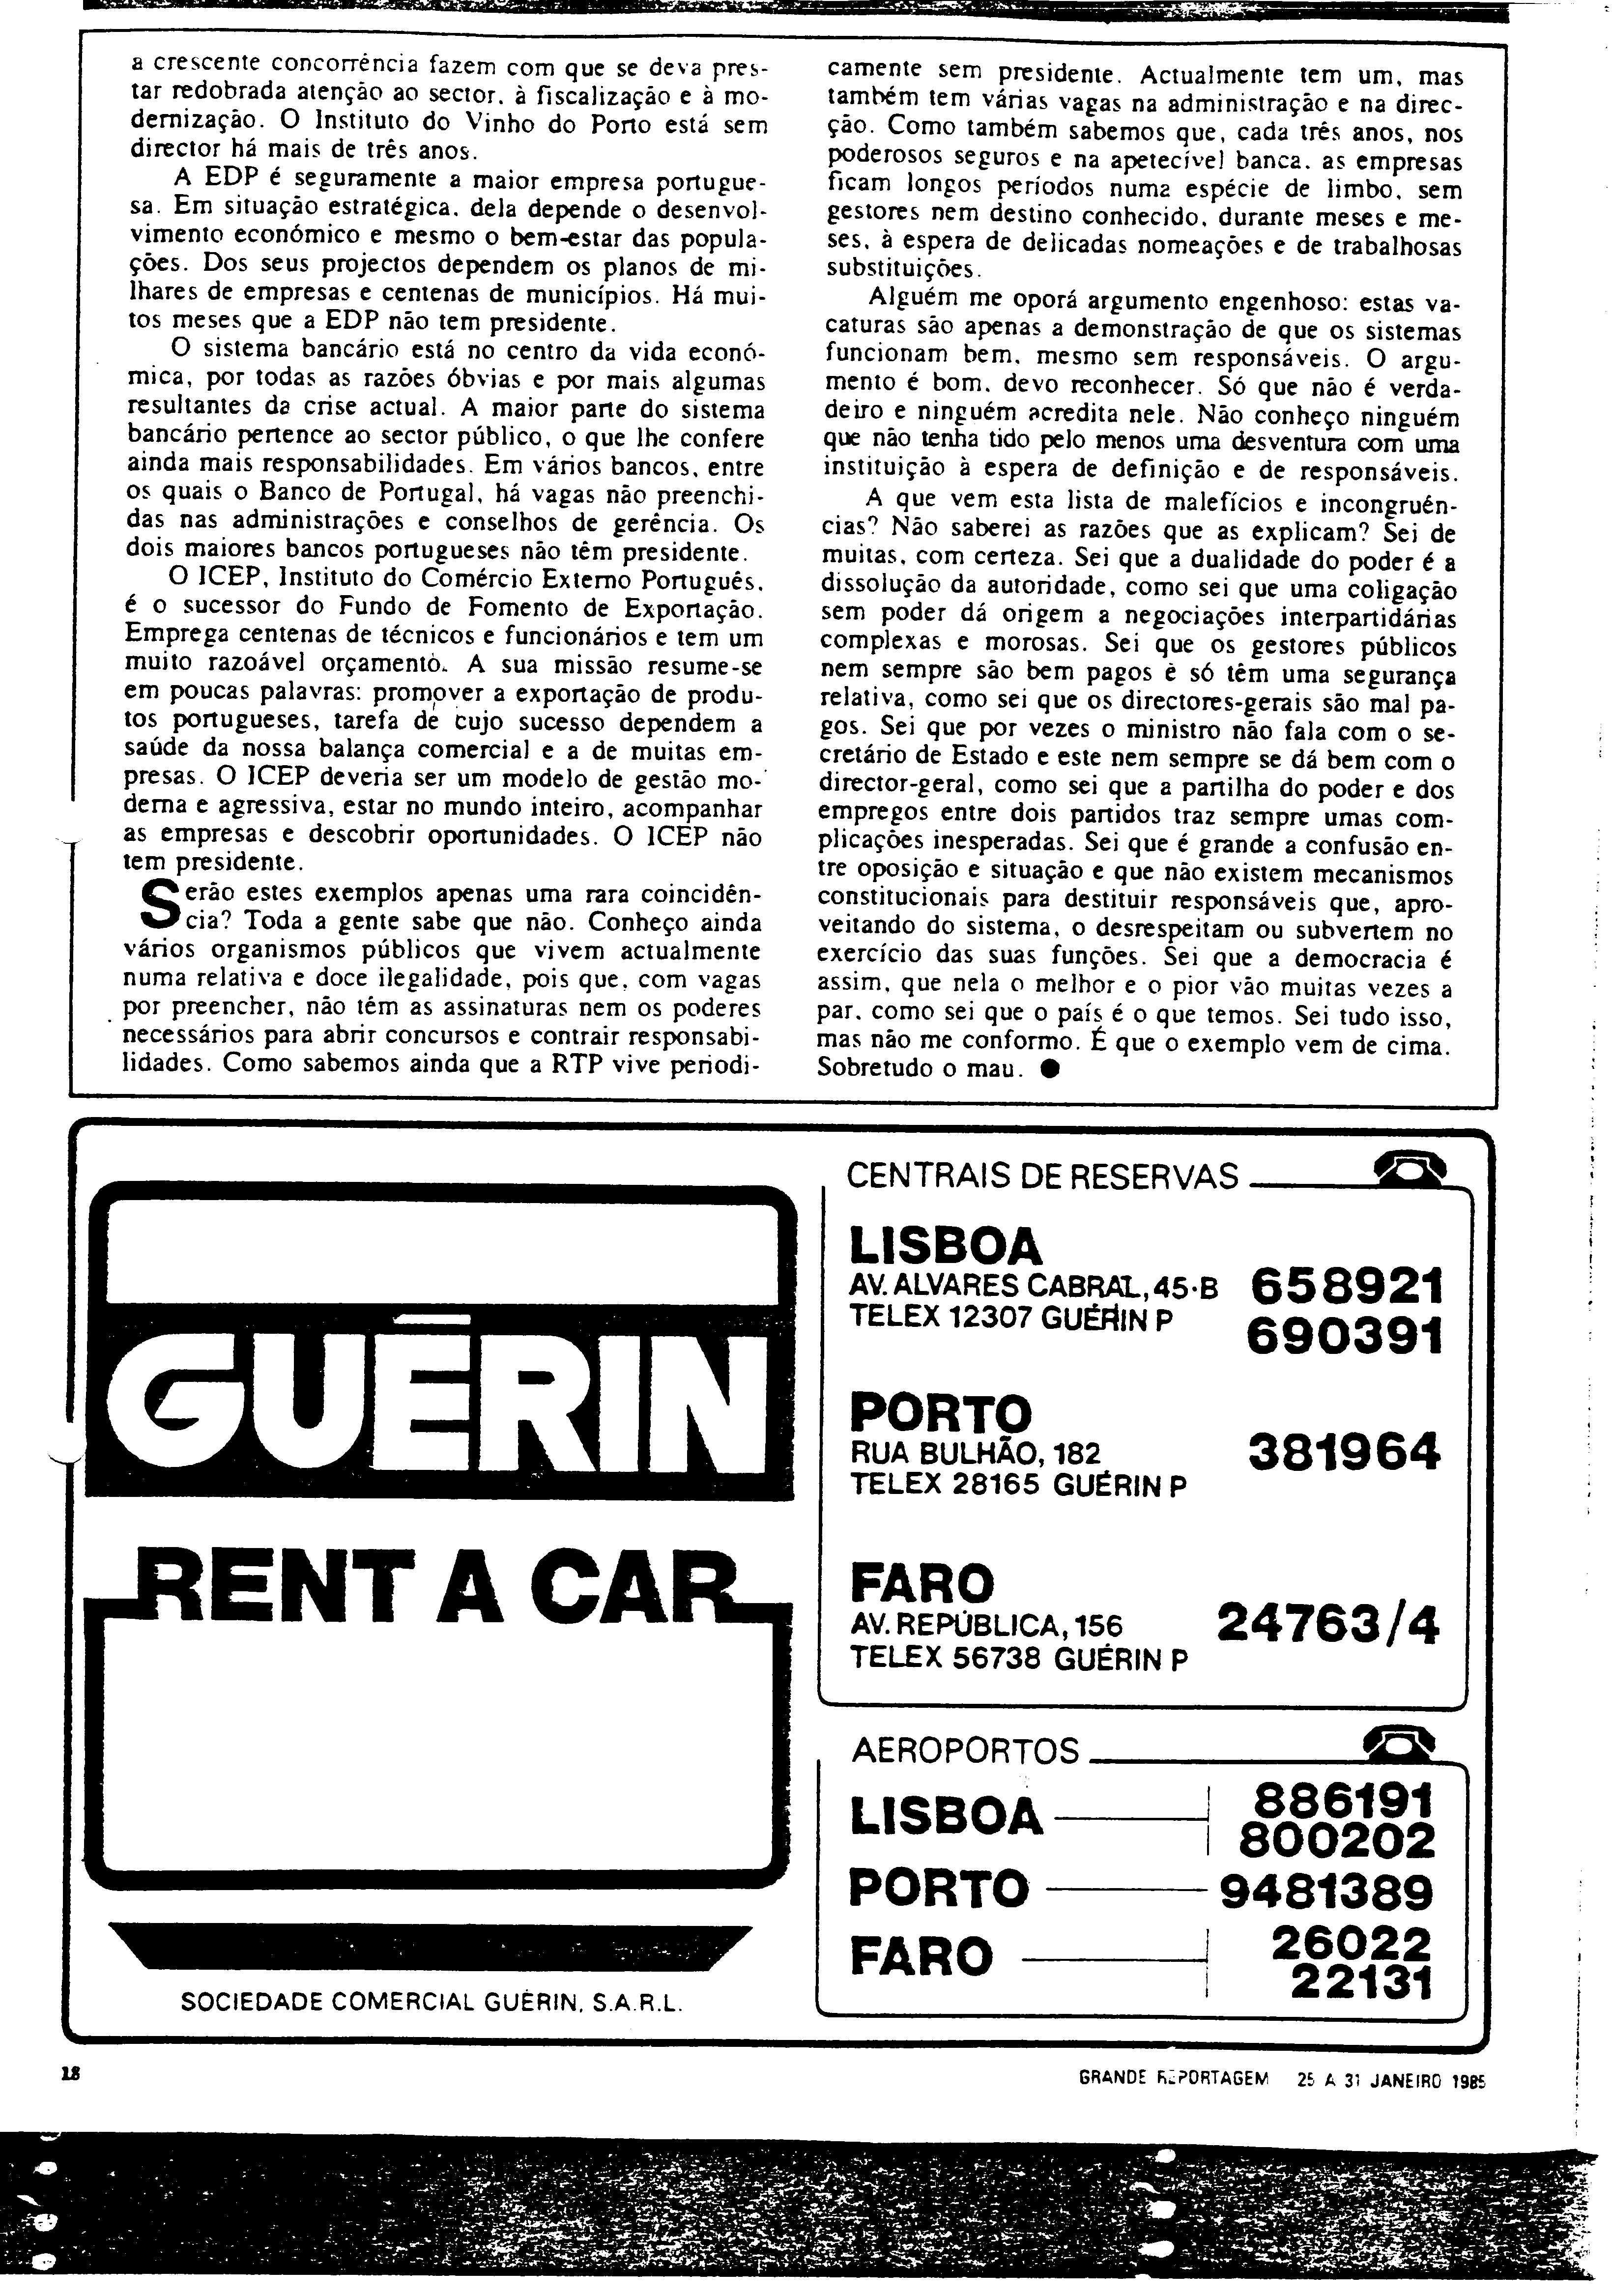 a crescente concorrência fazem com que se deva pres-
tar redobrada atenção ao sector, à fiscalização e à mo-
dernização. O Instituto do Vinho do Porto está sem
director há mais de três anos.
A EDP é seguramente a maior empresa portugue-
sa. Em situação estratégica, dela depende o desenvol-
vimento económico e mesmo o bem-estar das popula-
ções. Dos seus projectos dependem os planos de mi-
lhares de empresas e centenas de municípios. Há mui-
tos meses que a EDP não tem presidente.
O sistema bancário está no centro da vida econó-
mica, por todas as razões óbvias e por mais algumas
resultantes da crise actual. A maior parte do sistema
bancário pertence ao sector público, o que lhe confere
ainda mais responsabilidades. Em vários bancos, entre
os quais o Banco de Portugal, há vagas não preenchi-
das nas administrações e conselhos de gerência. Os
dois maiores bancos portugueses não têm presidente.
O ICEP, Instituto do Comércio Externo Português,
é o sucessor do Fundo de Fomento de Exportação.
Emprega centenas de técnicos e funcionários e tem um
muito razoável orçamento. A sua missão resume-se
em poucas palavras: promover a exportação de produ-
tos portugueses, tarefa de cujo sucesso dependem a
saúde da nossa balança comercial e a de muitas em-
presas. O ICEP deveria ser um modelo de gestão mo-
derna e agressiva, estar no mundo inteiro, acompanhar
as empresas e descobrir oportunidades. O ICEP não
tem presidente.
Serão estes exemplos apenas uma rara coincidên-
cia? Toda a gente sabe que não. Conheço ainda
vários organismos públicos que vivem actualmente
numa relativa e doce ilegalidade, pois que, com vagas
por preencher, não têm as assinaturas nem os poderes
necessários para abrir concursos e contrair responsabi-
lidades. Como sabemos ainda que a RTP vive periodi-
camente sem presidente. Actualmente tem um, mas
também tem várias vagas na administração e na direc-
ção. Como também sabemos que, cada três anos, nos
poderosos seguros e na apetecível banca, as empresas
ficam longos períodos numa espécie de limbo, sem
gestores nem destino conhecido, durante meses e me-
ses, à espera de delicadas nomeações e de trabalhosas
substituições.
Alguém me oporá argumento engenhoso: estas va-
caturas são apenas a demonstração de que os sistemas
funcionam bem, mesmo sem responsáveis. O argu-
mento é bom, devo reconhecer. Só que não é verda-
deiro e ninguém acredita nele. Não conheço ninguém
que não tenha tido pelo menos uma desventura com uma
instituição à espera de definição e de responsáveis.
A que vem esta lista de malefícios e incongruên-
cias? Não saberei as razões que as explicam? Sei de
muitas, com certeza. Sei que a dualidade do poder é a
dissolução da autoridade, como sei que uma coligação
sem poder dá origem a negociações interpartidárias
complexas e morosas. Sei que os gestores públicos
nem sempre são bem pagos e só têm uma segurança
relativa, como sei que os directores-gerais são mal pa-
gos. Sei que por vezes o ministro não fala com o se-
cretário de Estado e este nem sempre se dá bem com o
director-geral, como sei que a partilha do poder e dos
empregos entre dois partidos traz sempre umas com-
plicações inesperadas. Sei que é grande a confusão en-
tre oposição e situação e que não existem mecanismos
constitucionais para destituir responsáveis que, apro-
veitando do sistema, o desrespeitam ou subvertem no
exercício das suas funções. Sei que a democracia é
assim, que nela o melhor e o pior vão muitas vezes a
par, como sei que o país é o que temos. Sei tudo isso,
mas não me conformo. É que o exemplo vem de cima.
Sobretudo o mau. ●
GUÉRIN
RENT A CAR
SOCIEDADE COMERCIAL GUÉRIN, S.A.R.L.
CENTRAIS DE RESERVAS
LISBOA
AV. ALVARES CABRAL, 45·B 658921
TELEX 12307 GUÉRIN P 690391
PORTO
RUA BULHÃO, 182 381964
TELEX 28165 GUÉRIN P
FARO
AV. REPÚBLICA, 156 24763/4
TELEX 56738 GUÉRIN P
AEROPORTOS
LISBOA 886191
800202
PORTO 9481389
FARO 26022
22131
18
GRANDE REPORTAGEM 25 A 31 JANEIRO 1985